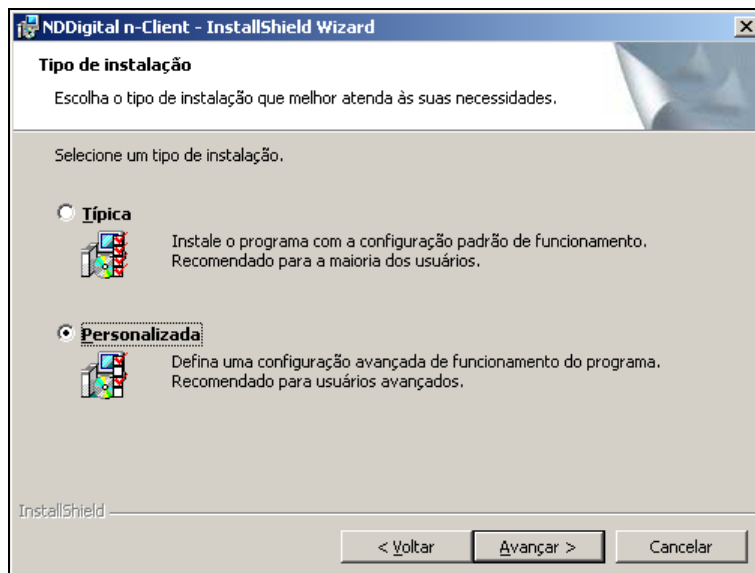 NDDigital n-Client - InstallShield Wizard
Tipo de instalação
Escolha o tipo de instalação que melhor atenda às suas necessidades.
Selecione um tipo de instalação.
Típica
Instale o programa com a configuração padrão de funcionamento.
Recomendado para a maioria dos usuários.
Personalizada
Defina uma configuração avançada de funcionamento do programa.
Recomendado para usuários avançados.
InstallShield
< Voltar
Avançar >
Cancelar